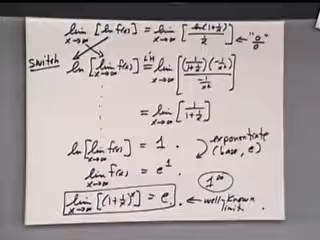 lim x→∞ [ln f(x)] = lim x→∞ [ln(1+1/x) / (1/x)] ← "0/0"
switch ln [lim x→∞ f(x)] L'H = lim x→∞ [(1/(1+1/x))(-1/x²) / (-1/x²)]
= lim x→∞ [1/(1+1/x)]
ln [lim x→∞ f(x)] = 1. exponentiate (base, e)
lim x→∞ f(x) = e¹. 1^∞
lim x→∞ [(1+1/x)^x] = e. ← well-known limit.